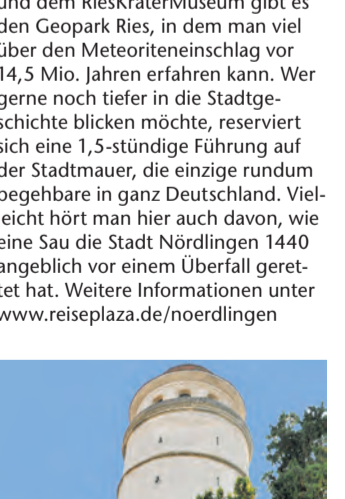 und dem RiesKraterMuseum gibt es
den Geopark Ries, in dem man viel
über den Meteoriteneinschlag vor
14,5 Mio. Jahren erfahren kann. Wer
gerne noch tiefer in die Stadtge-
schichte blicken möchte, reserviert
sich eine 1,5-stündige Führung auf
der Stadtmauer, die einzige rundum
begehbare in ganz Deutschland. Viel-
leicht hört man hier auch davon, wie
eine Sau die Stadt Nördlingen 1440
angeblich vor einem Überfall geret-
tet hat. Weitere Informationen unter
www.reiseplaza.de/noerdlingen